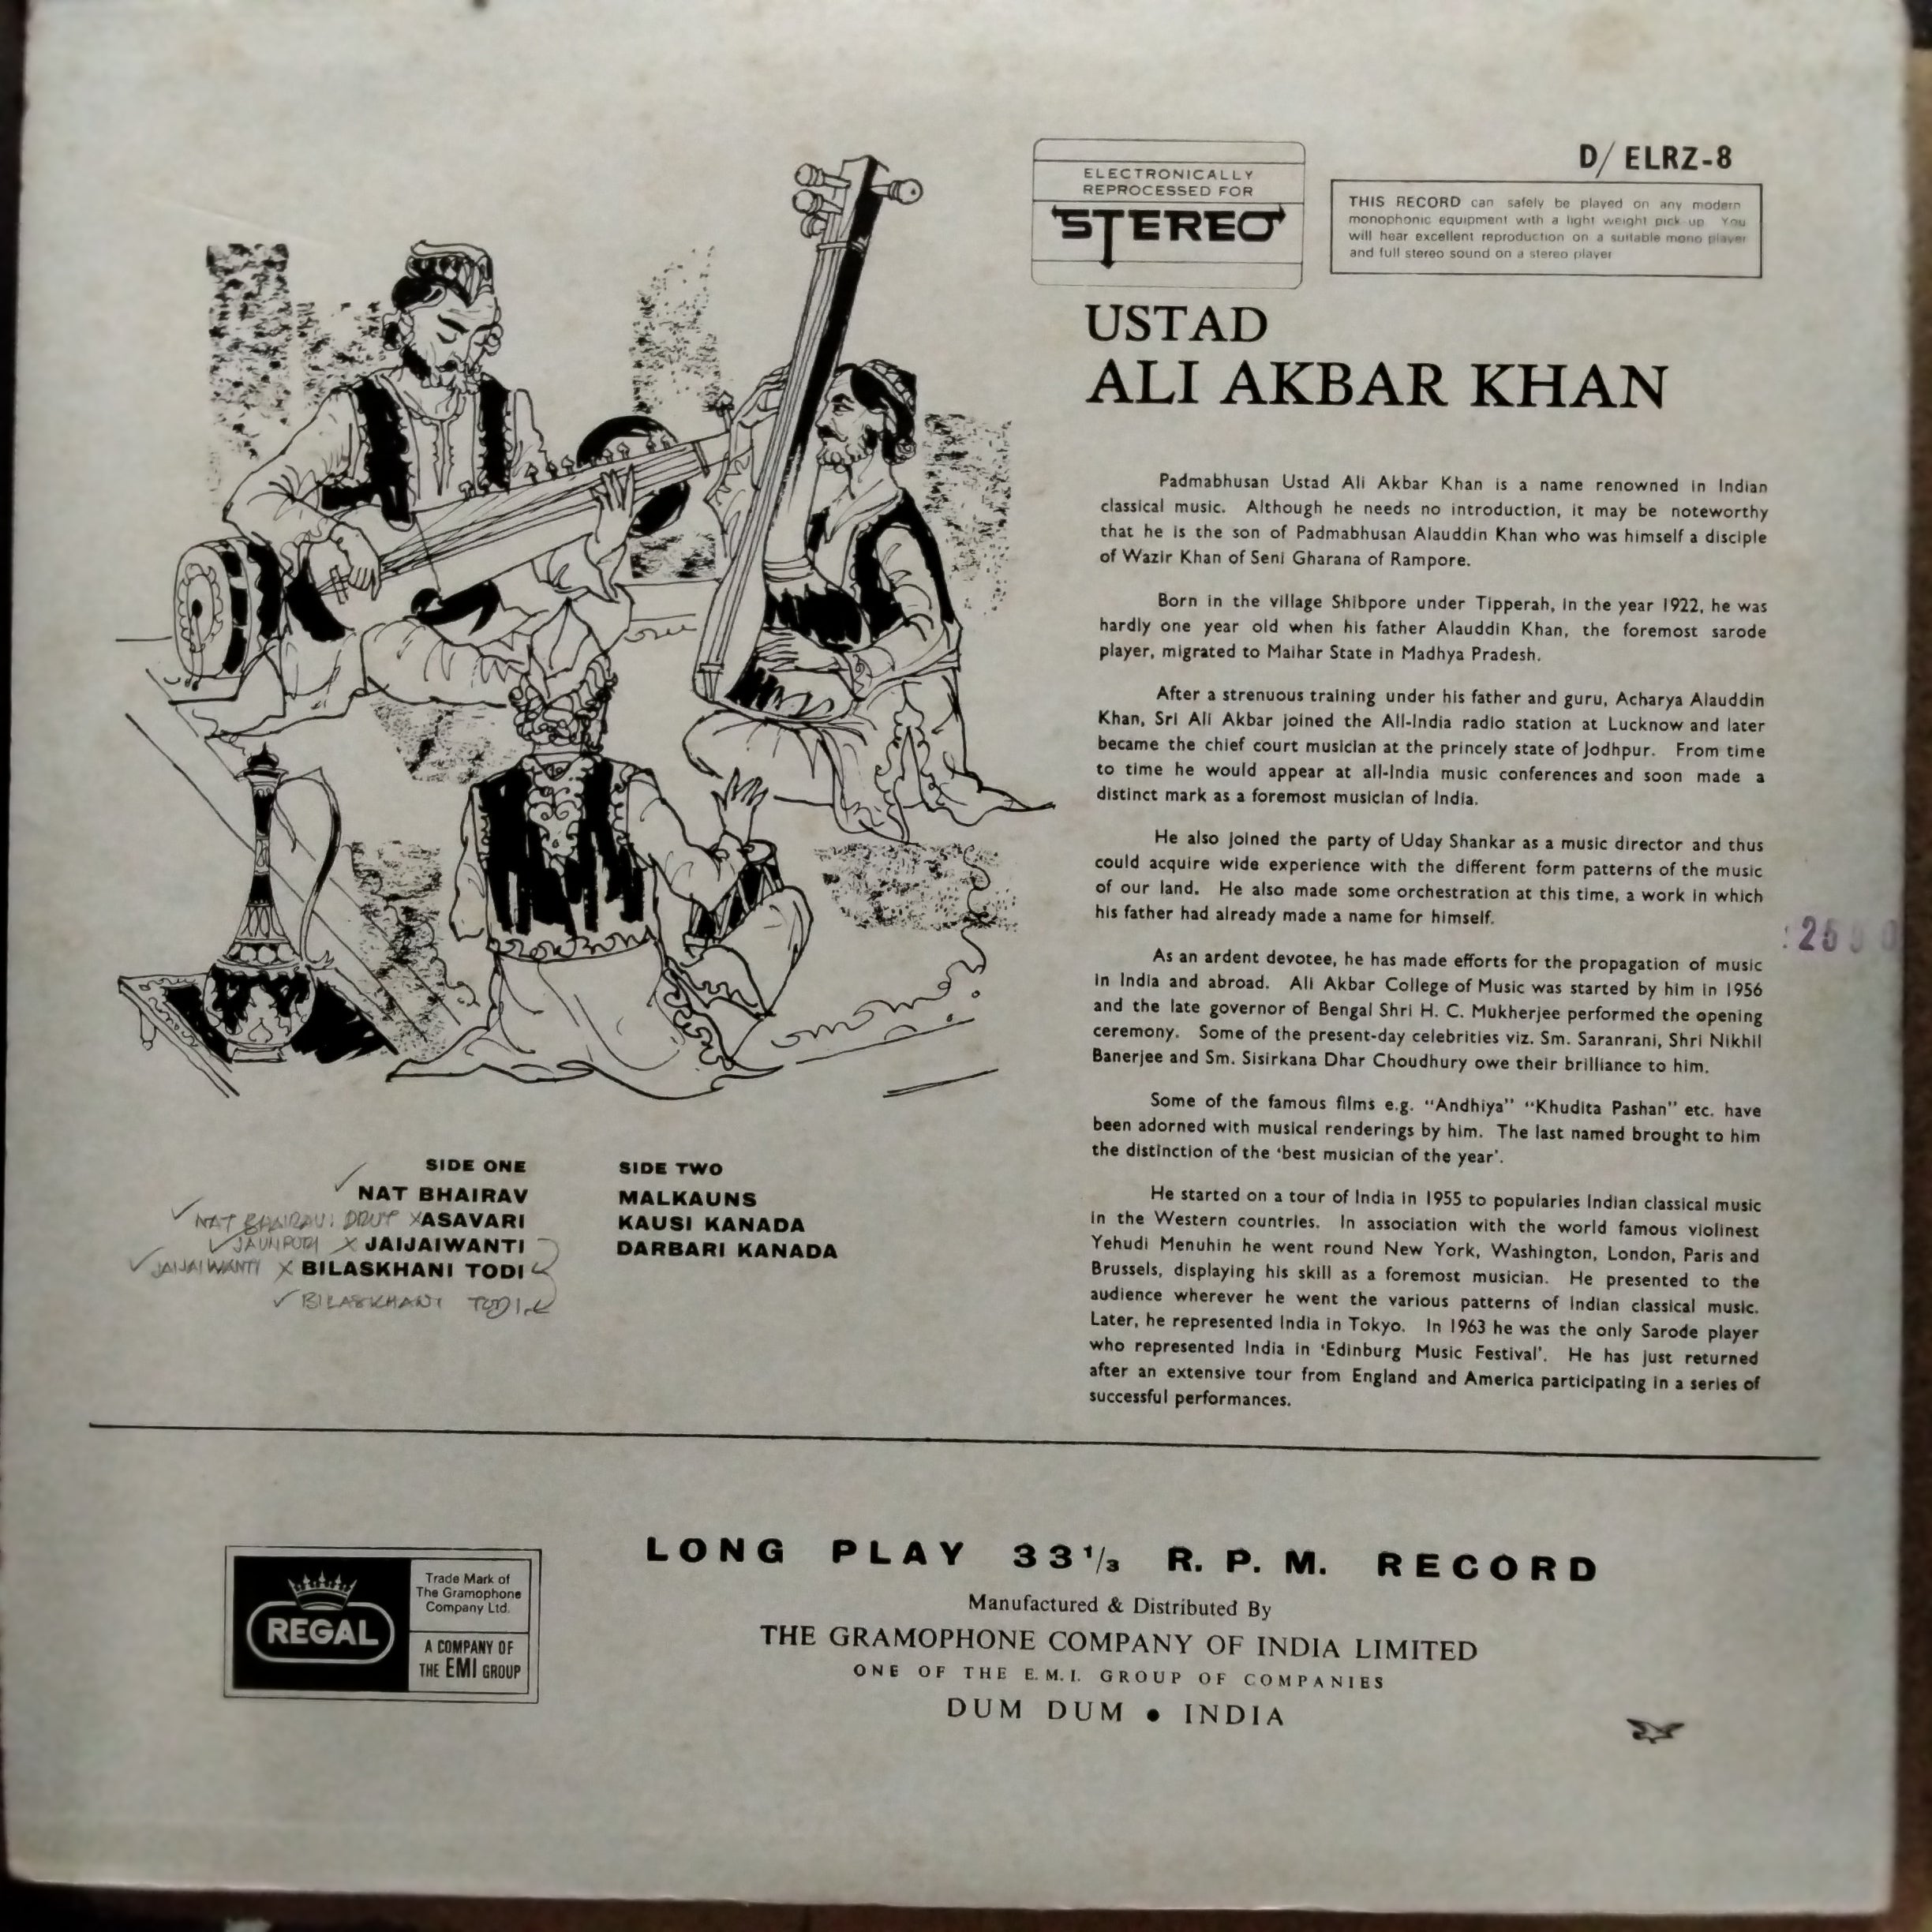 D/ ELRZ-8
ELECTRONICALLY
REPROCESSED FOR
STEREO
THIS RECORD can safely be played on any modern
monophonic equipment with a light weight pick up You
will hear excellent reproduction on a suitable mono player
and full stereo sound on a stereo player
USTAD
ALI AKBAR KHAN
Padmabhusan Ustad Ali Akbar Khan is a name renowned in Indian
classical music. Although he needs no introduction, it may be noteworthy
that he is the son of Padmabhusan Alauddin Khan who was himself a disciple
of Wazir Khan of Seni Gharana of Rampore.
Born in the village Shibpore under Tipperah, in the year 1922, he was
hardly one year old when his father Alauddin Khan, the foremost sarode
player, migrated to Maihar State in Madhya Pradesh.
After a strenuous training under his father and guru, Acharya Alauddin
Khan, Sri Ali Akbar joined the All-India radio station at Lucknow and later
became the chief court musician at the princely state of Jodhpur. From time
to time he would appear at all-India music conferences and soon made a
distinct mark as a foremost musician of India.
He also joined the party of Uday Shankar as a music director and thus
could acquire wide experience with the different form patterns of the music
of our land. He also made some orchestration at this time, a work in which
his father had already made a name for himself.
As an ardent devotee, he has made efforts for the propagation of music
in India and abroad. Ali Akbar College of Music was started by him in 1956
and the late governor of Bengal Shri H. C. Mukherjee performed the opening
ceremony. Some of the present-day celebrities viz. Sm. Saranrani, Shri Nikhil
Banerjee and Sm. Sisirkana Dhar Choudhury owe their brilliance to him.
Some of the famous films e.g. “Andhiya” “Khudita Pashan” etc. have
been adorned with musical renderings by him. The last named brought to him
the distinction of the ‘best musician of the year’.
He started on a tour of India in 1955 to popularies Indian classical music
in the Western countries. In association with the world famous violinest
Yehudi Menuhin he went round New York, Washington, London, Paris and
Brussels, displaying his skill as a foremost musician. He presented to the
audience wherever he went the various patterns of Indian classical music.
Later, he represented India in Tokyo. In 1963 he was the only Sarode player
who represented India in ‘Edinburg Music Festival’. He has just returned
after an extensive tour from England and America participating in a series of
successful performances.
SIDE ONE
✓ NAT BHAIRAV
✓ NAT BHAIRAV: DRUT X ASAVARI
✓ JAUNPURI X JAIJAIWANTI
✓ JAIJAIWANTI X BILASKHANI TODI
✓ BILASKHANI TODI
SIDE TWO
MALKAUNS
KAUSI KANADA
DARBARI KANADA
REGAL
Trade Mark of
The Gramophone
Company Ltd.
A COMPANY OF
THE EMI GROUP
LONG PLAY 33⅓ R. P. M. RECORD
Manufactured & Distributed By
THE GRAMOPHONE COMPANY OF INDIA LIMITED
ONE OF THE E.M.I. GROUP OF COMPANIES
DUM DUM • INDIA